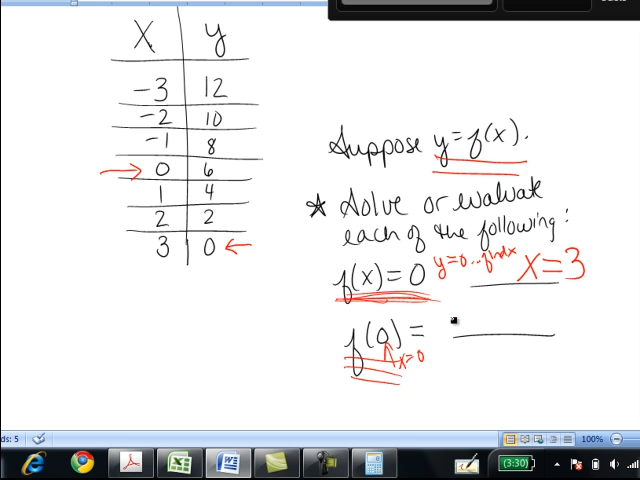 X y
-3 12
-2 10
-1 8
→ 0 6
1 4
2 2
3 0 ←
Suppose y=f(x).
* Solve or evaluate
each of the following:
f(x) = 0 y=0...find x X=3
f(0) =
x=0
ds: 5
100%
(3:30)